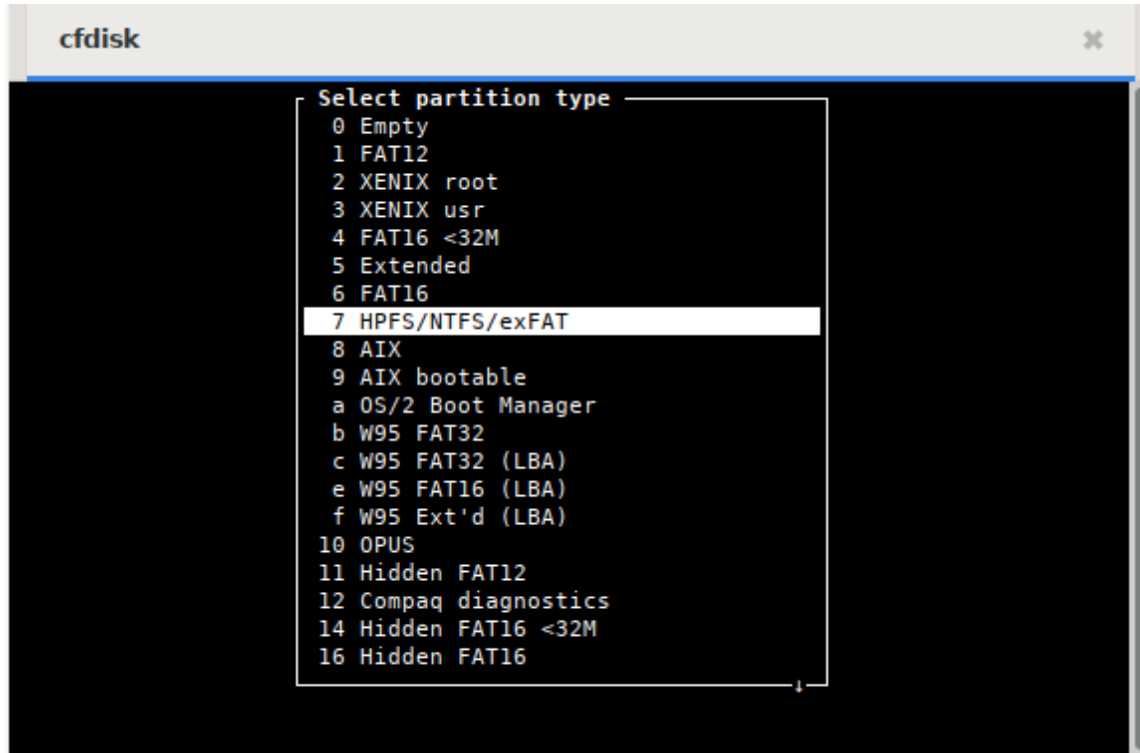 cfdisk
Select partition type
0 Empty
1 FAT12
2 XENIX root
3 XENIX usr
4 FAT16 <32M
5 Extended
6 FAT16
7 HPFS/NTFS/exFAT
8 AIX
9 AIX bootable
a OS/2 Boot Manager
b W95 FAT32
c W95 FAT32 (LBA)
e W95 FAT16 (LBA)
f W95 Ext'd (LBA)
10 OPUS
11 Hidden FAT12
12 Compaq diagnostics
14 Hidden FAT16 <32M
16 Hidden FAT16